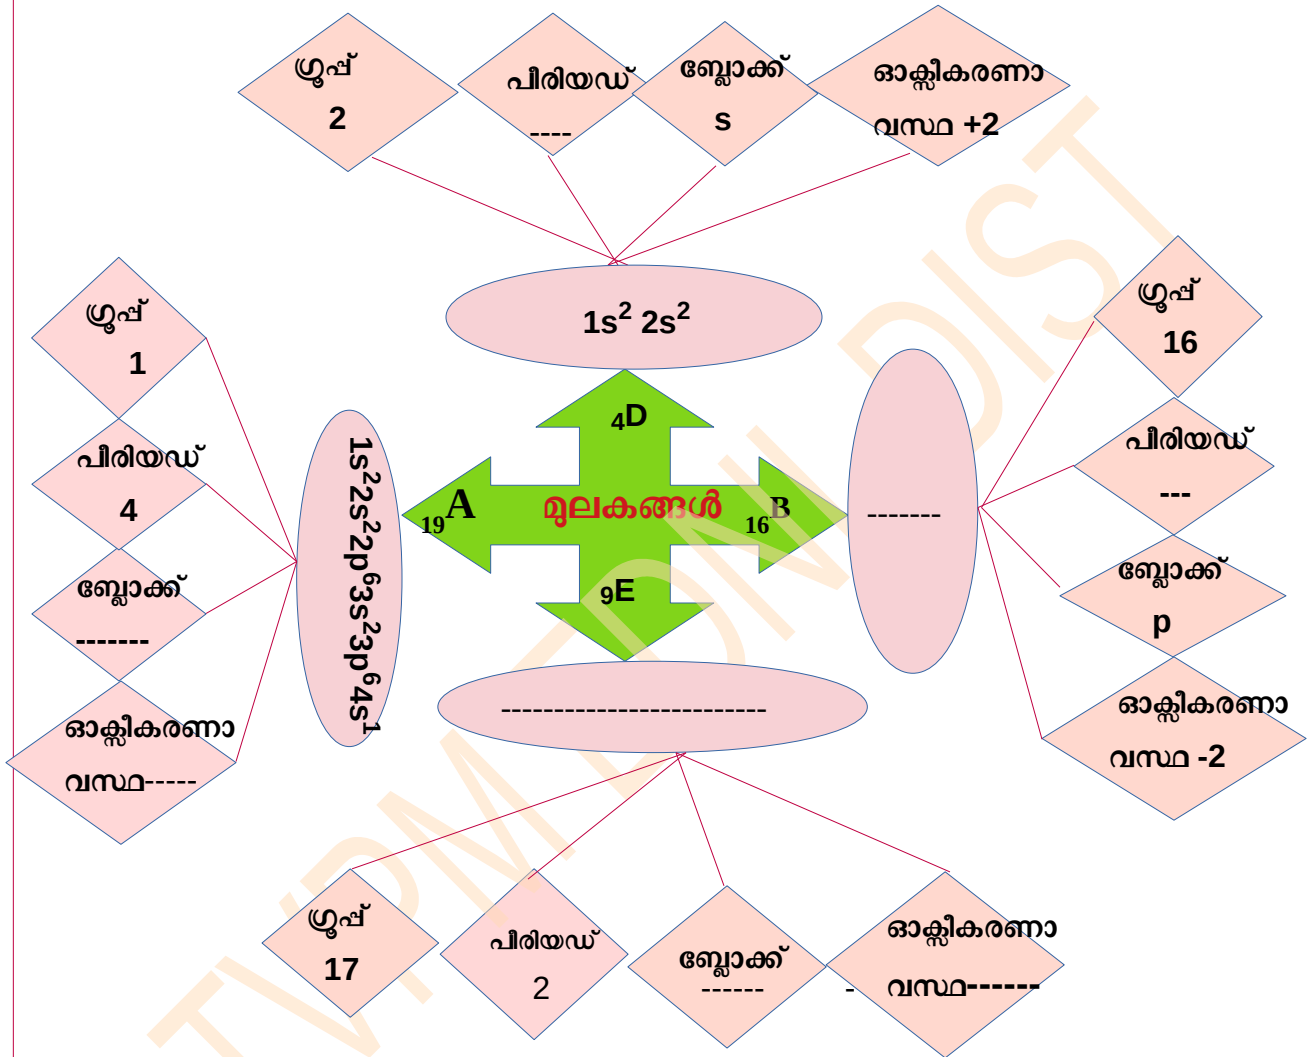 ഗ്രൂപ്പ്
2
പീരിയഡ്
----
ബ്ലോക്ക്
s
ഓക്സീകരണാ
വസ്ഥ +2
1s² 2s²
ഗ്രൂപ്പ്
1
പീരിയഡ്
4
ബ്ലോക്ക്
-------
ഓക്സീകരണാ
വസ്ഥ-----
1s²2s²2p⁶3s²3p⁶4s¹
₄D
₁₉A
മൂലകങ്ങൾ
₁₆B
₉E
-------
ഗ്രൂപ്പ്
16
പീരിയഡ്
---
ബ്ലോക്ക്
p
ഓക്സീകരണാ
വസ്ഥ -2
------------------------
ഗ്രൂപ്പ്
17
പീരിയഡ്
2
ബ്ലോക്ക്
------
ഓക്സീകരണാ
- വസ്ഥ------
TVPM EDNL DIST